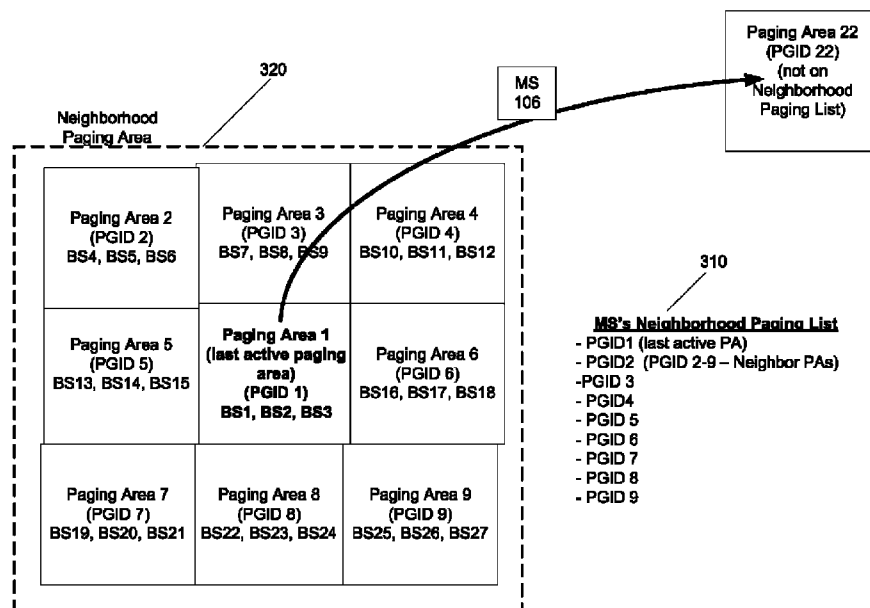 Paging Area 22
(PGID 22)
(not on
Neighborhood
Paging List)
320
MS
106
Neighborhood
Paging Area
Paging Area 2
(PGID 2)
BS4, BS5, BS6
Paging Area 3
(PGID 3)
BS7, BS8, BS9
Paging Area 4
(PGID 4)
BS10, BS11, BS12
Paging Area 5
(PGID 5)
BS13, BS14, BS15
Paging Area 1
(last active paging
area)
(PGID 1)
BS1, BS2, BS3
Paging Area 6
(PGID 6)
BS16, BS17, BS18
Paging Area 7
(PGID 7)
BS19, BS20, BS21
Paging Area 8
(PGID 8)
BS22, BS23, BS24
Paging Area 9
(PGID 9)
BS25, BS26, BS27
310
MS's Neighborhood Paging List
- PGID1 (last active PA)
- PGID2 (PGID 2-9 – Neighbor PAs)
-PGID 3
- PGID4
- PGID 5
- PGID 6
- PGID 7
- PGID 8
- PGID 9